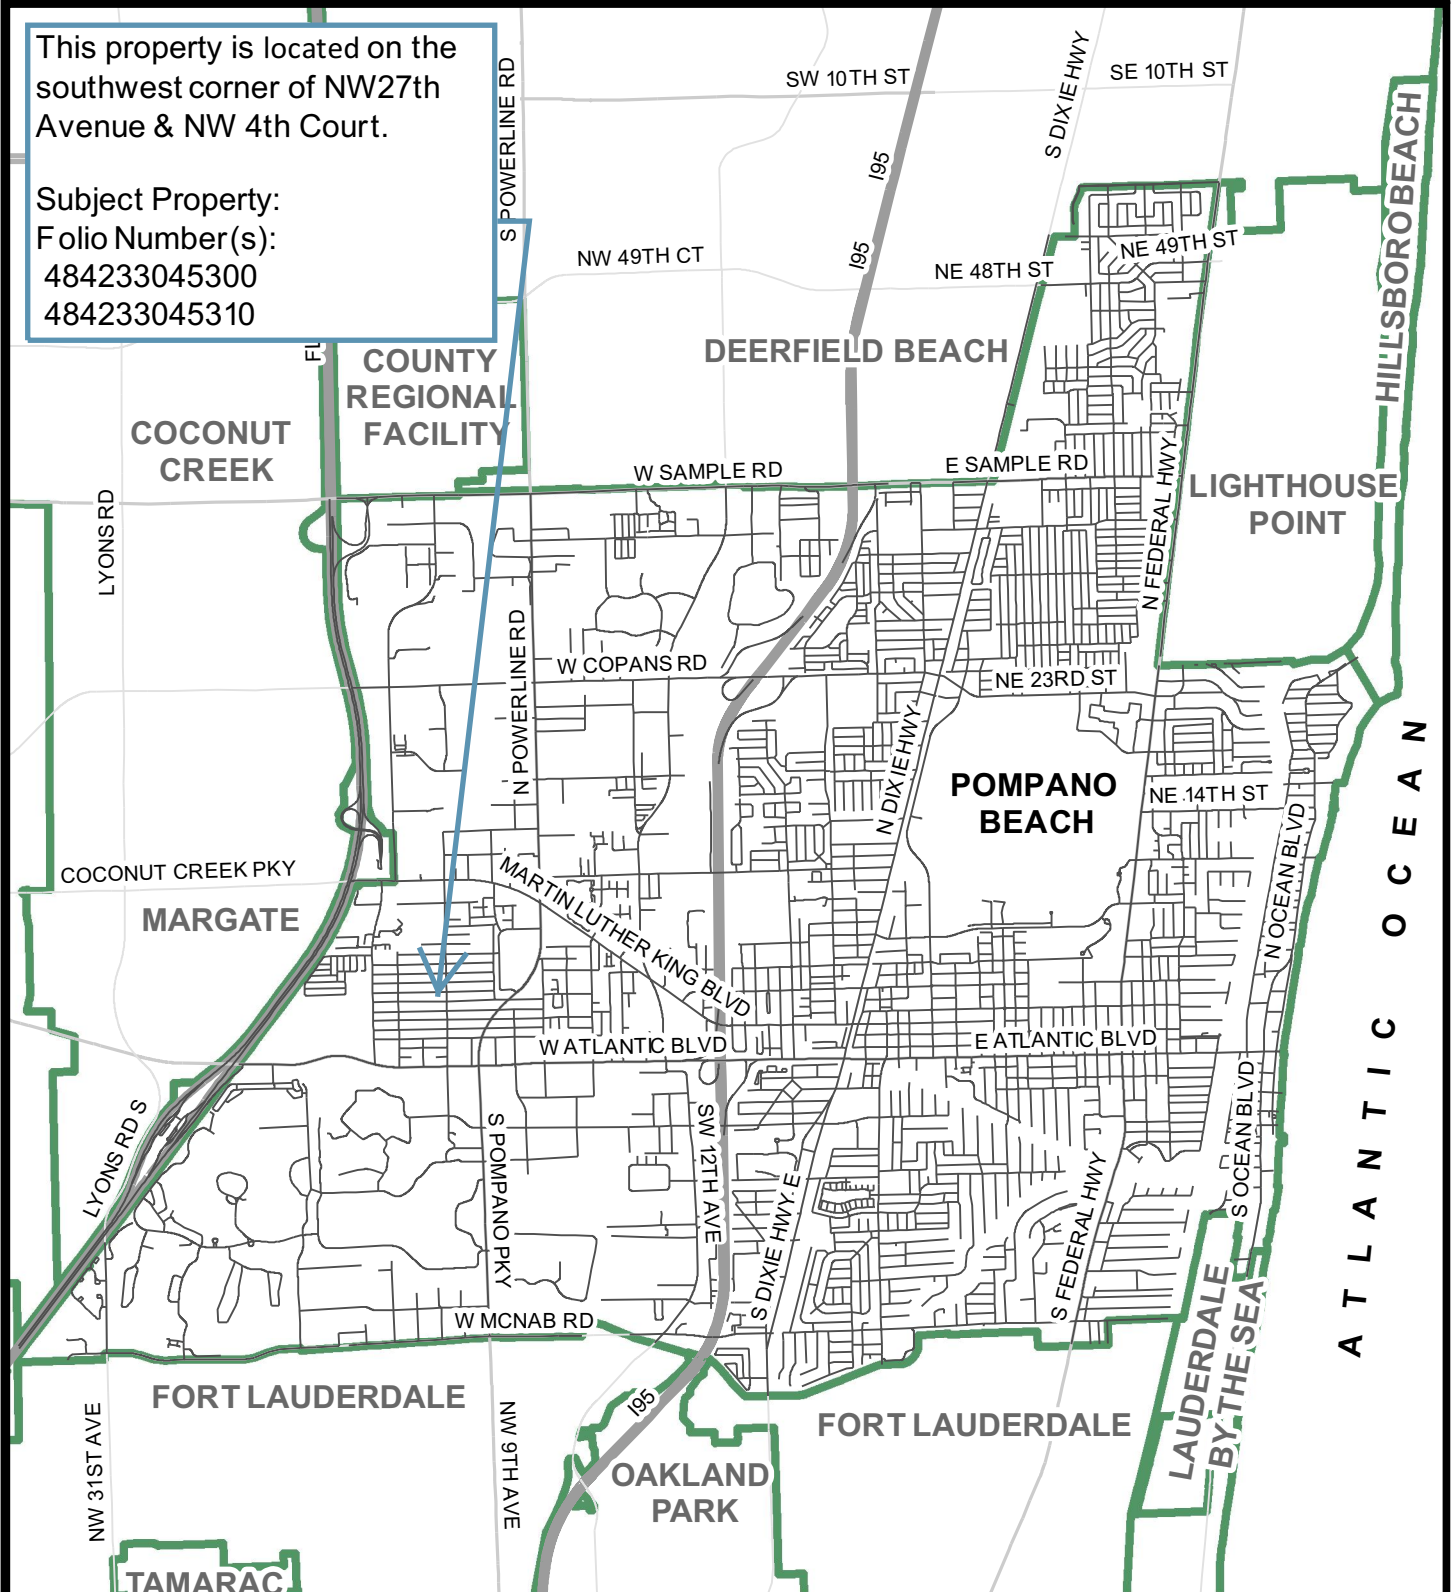 This property is located on the
southwest corner of NW27th
Avenue & NW 4th Court.
Subject Property:
Folio Number(s):
484233045300
484233045310
S POWERLINE RD
SW 10TH ST
SE 10TH ST
S DIXIE HWY
I95
I95
HILLSBORO BEACH
NW 49TH CT
NE 48TH ST
NE 49TH ST
FL
COUNTY
REGIONAL
FACILITY
DEERFIELD BEACH
COCONUT
CREEK
W SAMPLE RD
E SAMPLE RD
LIGHTHOUSE
POINT
LYONS RD
N FEDERAL HWY
N POWERLINE RD
W COPANS RD
NE 23RD ST
N DIXIE HWY
POMPANO
BEACH
NE 14TH ST
N OCEAN BLVD
COCONUT CREEK PKY
MARGATE
MARTIN LUTHER KING BLVD
ATLANTIC OCEAN
W ATLANTIC BLVD
E ATLANTIC BLVD
LYONS RD S
S POMPANO PKY
SW 12TH AVE
S DIXIE HWY E
S FEDERAL HWY
S OCEAN BLVD
W MCNAB RD
FORT LAUDERDALE
FORT LAUDERDALE
LAUDERDALE
BY THE SEA
I95
NW 31ST AVE
NW 9TH AVE
OAKLAND
PARK
TAMARAC